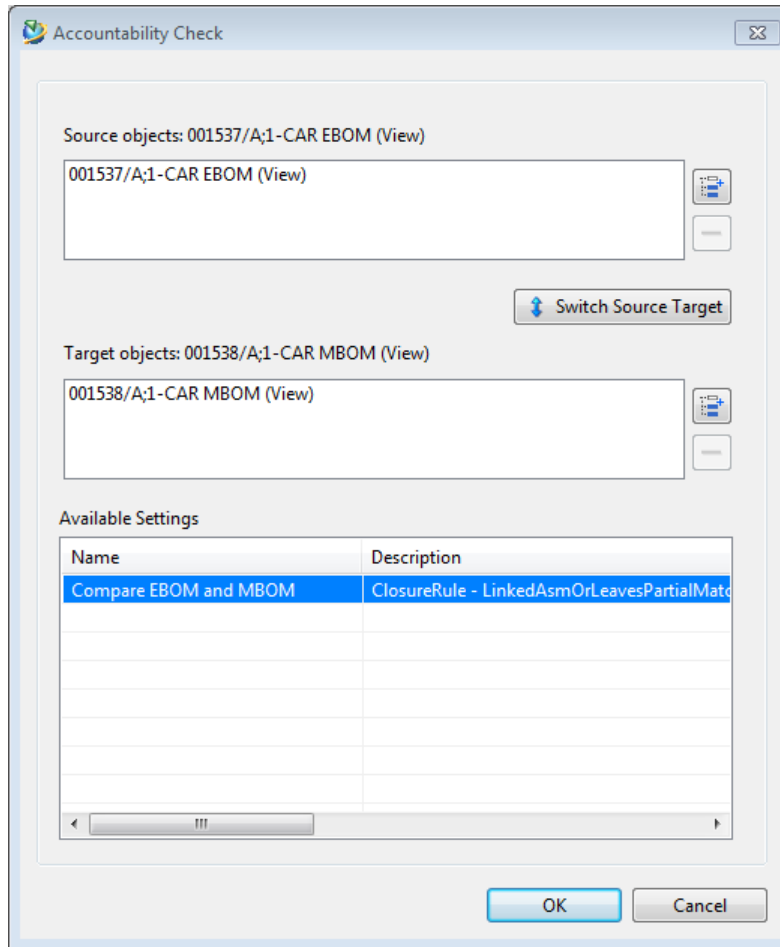 Accountability Check
Source objects: 001537/A;1-CAR EBOM (View)
001537/A;1-CAR EBOM (View)
Switch Source Target
Target objects: 001538/A;1-CAR MBOM (View)
001538/A;1-CAR MBOM (View)
Available Settings
Name Description
Compare EBOM and MBOM ClosureRule - LinkedAsmOrLeavesPartialMatc
OK Cancel